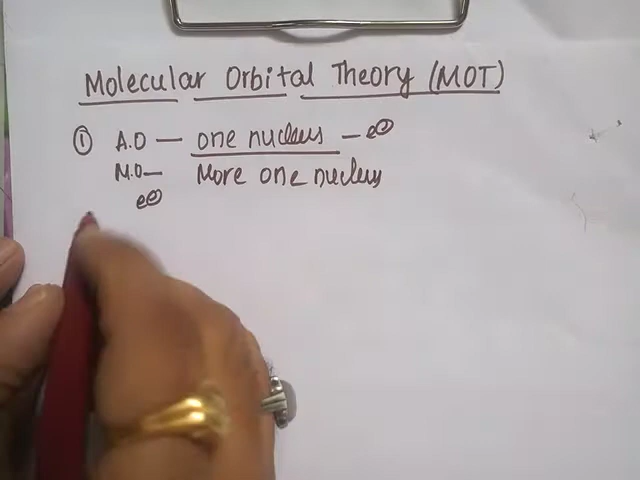 Molecular Orbital Theory (MOT)
① A.O — one nucleus — e⊖
M.O— More one nucleus
e⊖